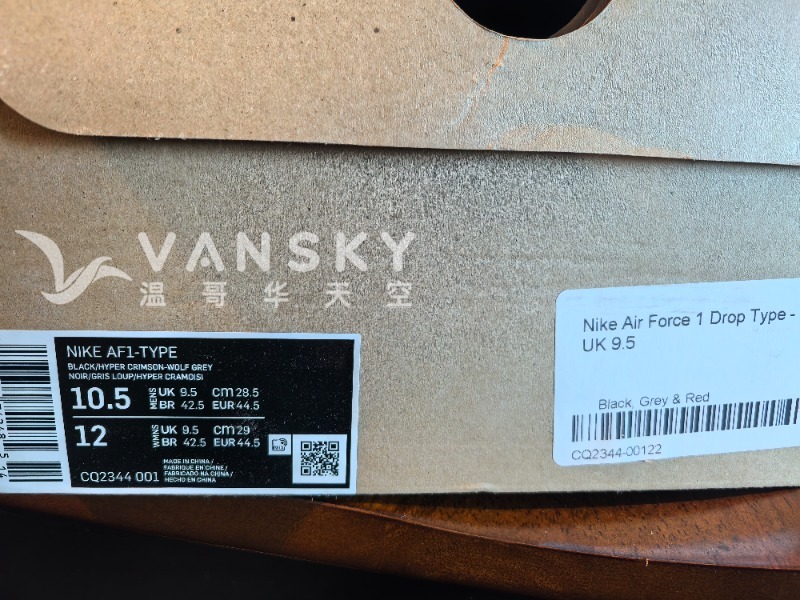 VANSKY
温哥华天空
NIKE AF1-TYPE
BLACK/HYPER CRIMSON-WOLF GREY
NOIR/GRIS LOUP/HYPER CRAMOISI
10.5 MENS UK 9.5 CM 28.5
BR 42.5 EUR 44.5
12 WMNS UK 9.5 CM 29
BR 42.5 EUR 44.5
MADE IN CHINA /
FABRIQUE EN CHINE /
FABRICADO NA CHINA /
HECHO EN CHINA
CQ2344 001
Nike Air Force 1 Drop Type -
UK 9.5
Black, Grey & Red
CQ2344-00122